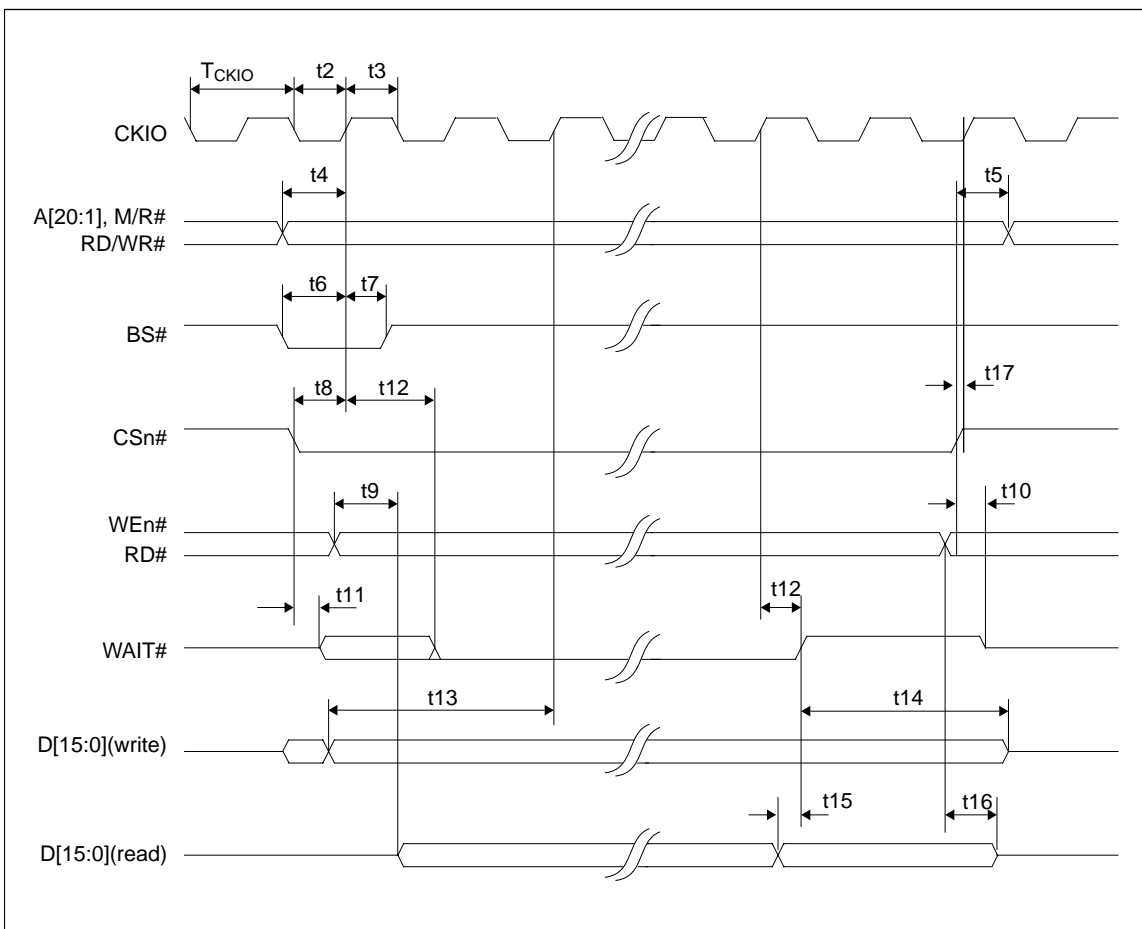 TCKIO t2 t3
CKIO
t4 t5
A[20:1], M/R#
RD/WR#
t6 t7
BS#
t17
t8 t12
CSn#
t9 t10
WEn#
RD#
t11 t12
WAIT#
t13 t14
D[15:0](write)
t15 t16
D[15:0](read)